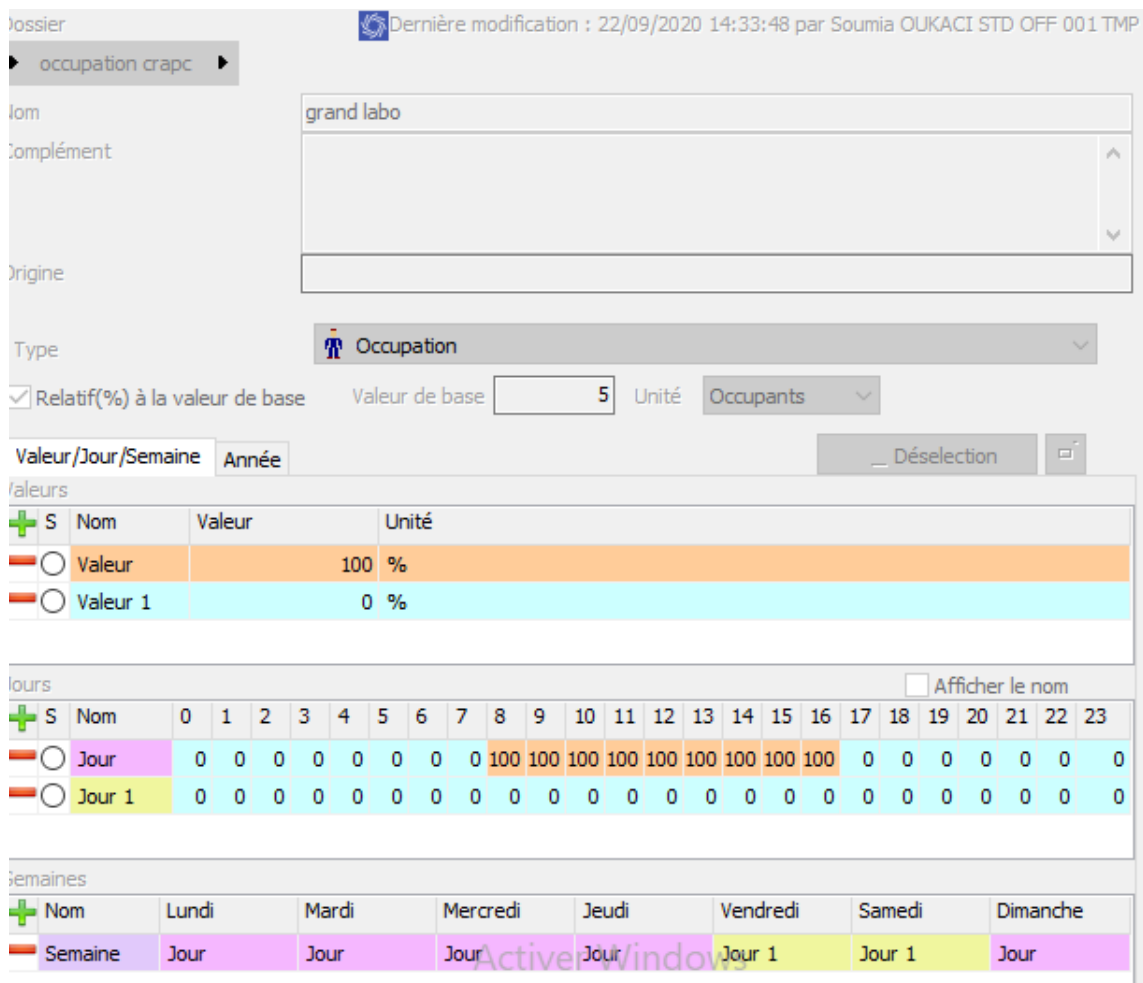 Dossier Dernière modification : 22/09/2020 14:33:48 par Soumia OUKACI STD OFF 001 TMP
occupation crapc
Nom grand labo
Complément
Origine
Type Occupation
Relatif(%) à la valeur de base Valeur de base 5 Unité Occupants
Valeur/Jour/Semaine Année _ Déselection
Valeurs
S Nom Valeur Unité
Valeur 100 %
Valeur 1 0 %
Jours Afficher le nom
S Nom 0 1 2 3 4 5 6 7 8 9 10 11 12 13 14 15 16 17 18 19 20 21 22 23
Jour 0 0 0 0 0 0 0 0 100 100 100 100 100 100 100 100 100 0 0 0 0 0 0 0
Jour 1 0 0 0 0 0 0 0 0 0 0 0 0 0 0 0 0 0 0 0 0 0 0 0 0
Semaines
Nom Lundi Mardi Mercredi Jeudi Vendredi Samedi Dimanche
Semaine Jour Jour Jour Jour Jour 1 Jour 1 Jour
Activer Windows